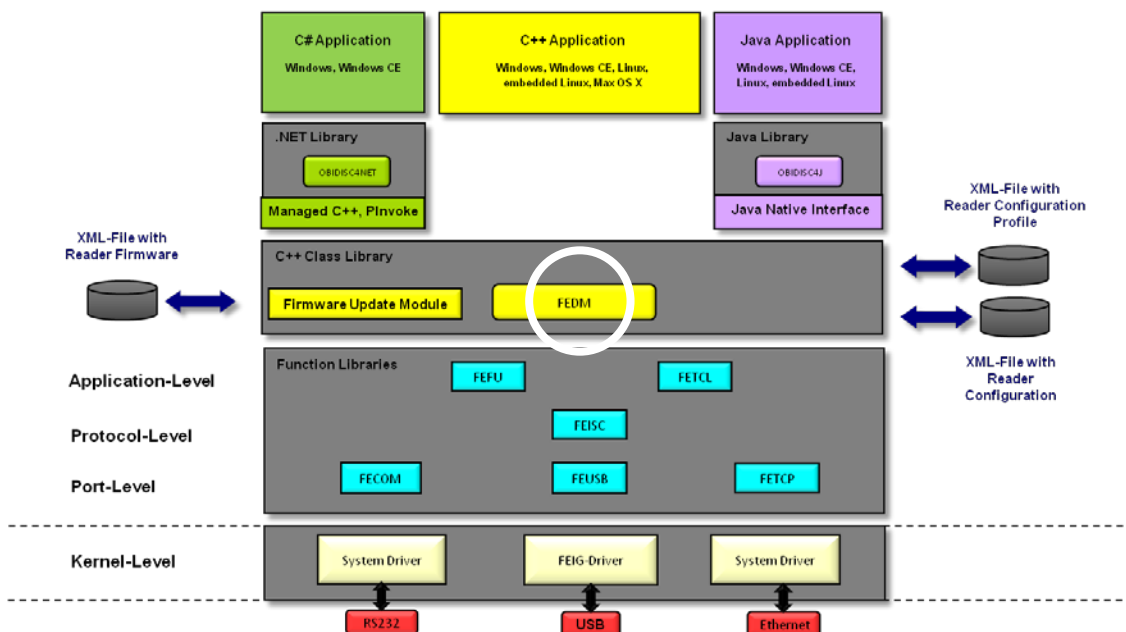 C# Application
Windows, Windows CE
C++ Application
Windows, Windows CE, Linux,
embedded Linux, Max OS X
Java Application
Windows, Windows CE,
Linux, embedded Linux
.NET Library
OBIDISC4NET
Managed C++, PInvoke
Java Library
OBIDISC4J
Java Native Interface
XML-File with
Reader Firmware
C++ Class Library
Firmware Update Module
FEDM
XML-File with
Reader Configuration
Profile
XML-File with
Reader
Configuration
Function Libraries
Application-Level
FEFU
FETCL
Protocol-Level
FEISC
Port-Level
FECOM
FEUSB
FETCP
Kernel-Level
System Driver
FEIG-Driver
System Driver
RS232
USB
Ethernet